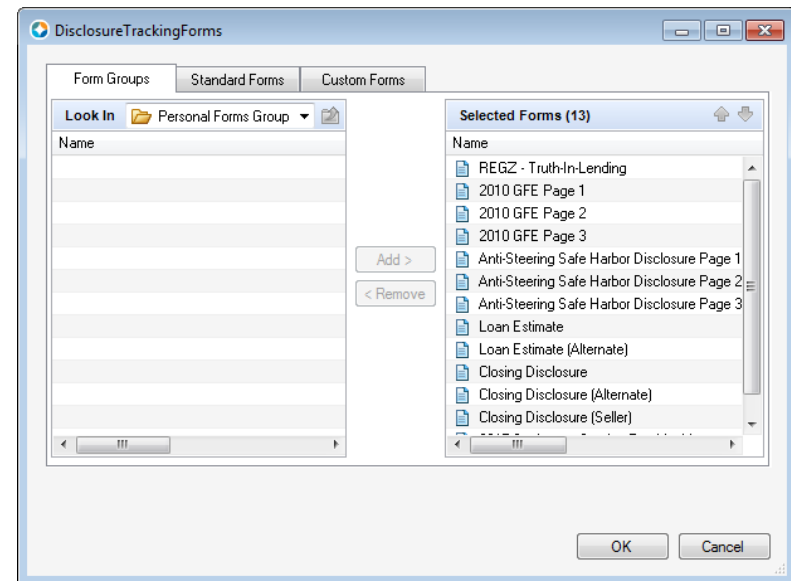 DisclosureTrackingForms
Form Groups
Standard Forms
Custom Forms
Look In
Personal Forms Group
Name
Add >
< Remove
Selected Forms (13)
Name
REGZ - Truth-In-Lending
2010 GFE Page 1
2010 GFE Page 2
2010 GFE Page 3
Anti-Steering Safe Harbor Disclosure Page 1
Anti-Steering Safe Harbor Disclosure Page 2
Anti-Steering Safe Harbor Disclosure Page 3
Loan Estimate
Loan Estimate (Alternate)
Closing Disclosure
Closing Disclosure (Alternate)
Closing Disclosure (Seller)
OK
Cancel